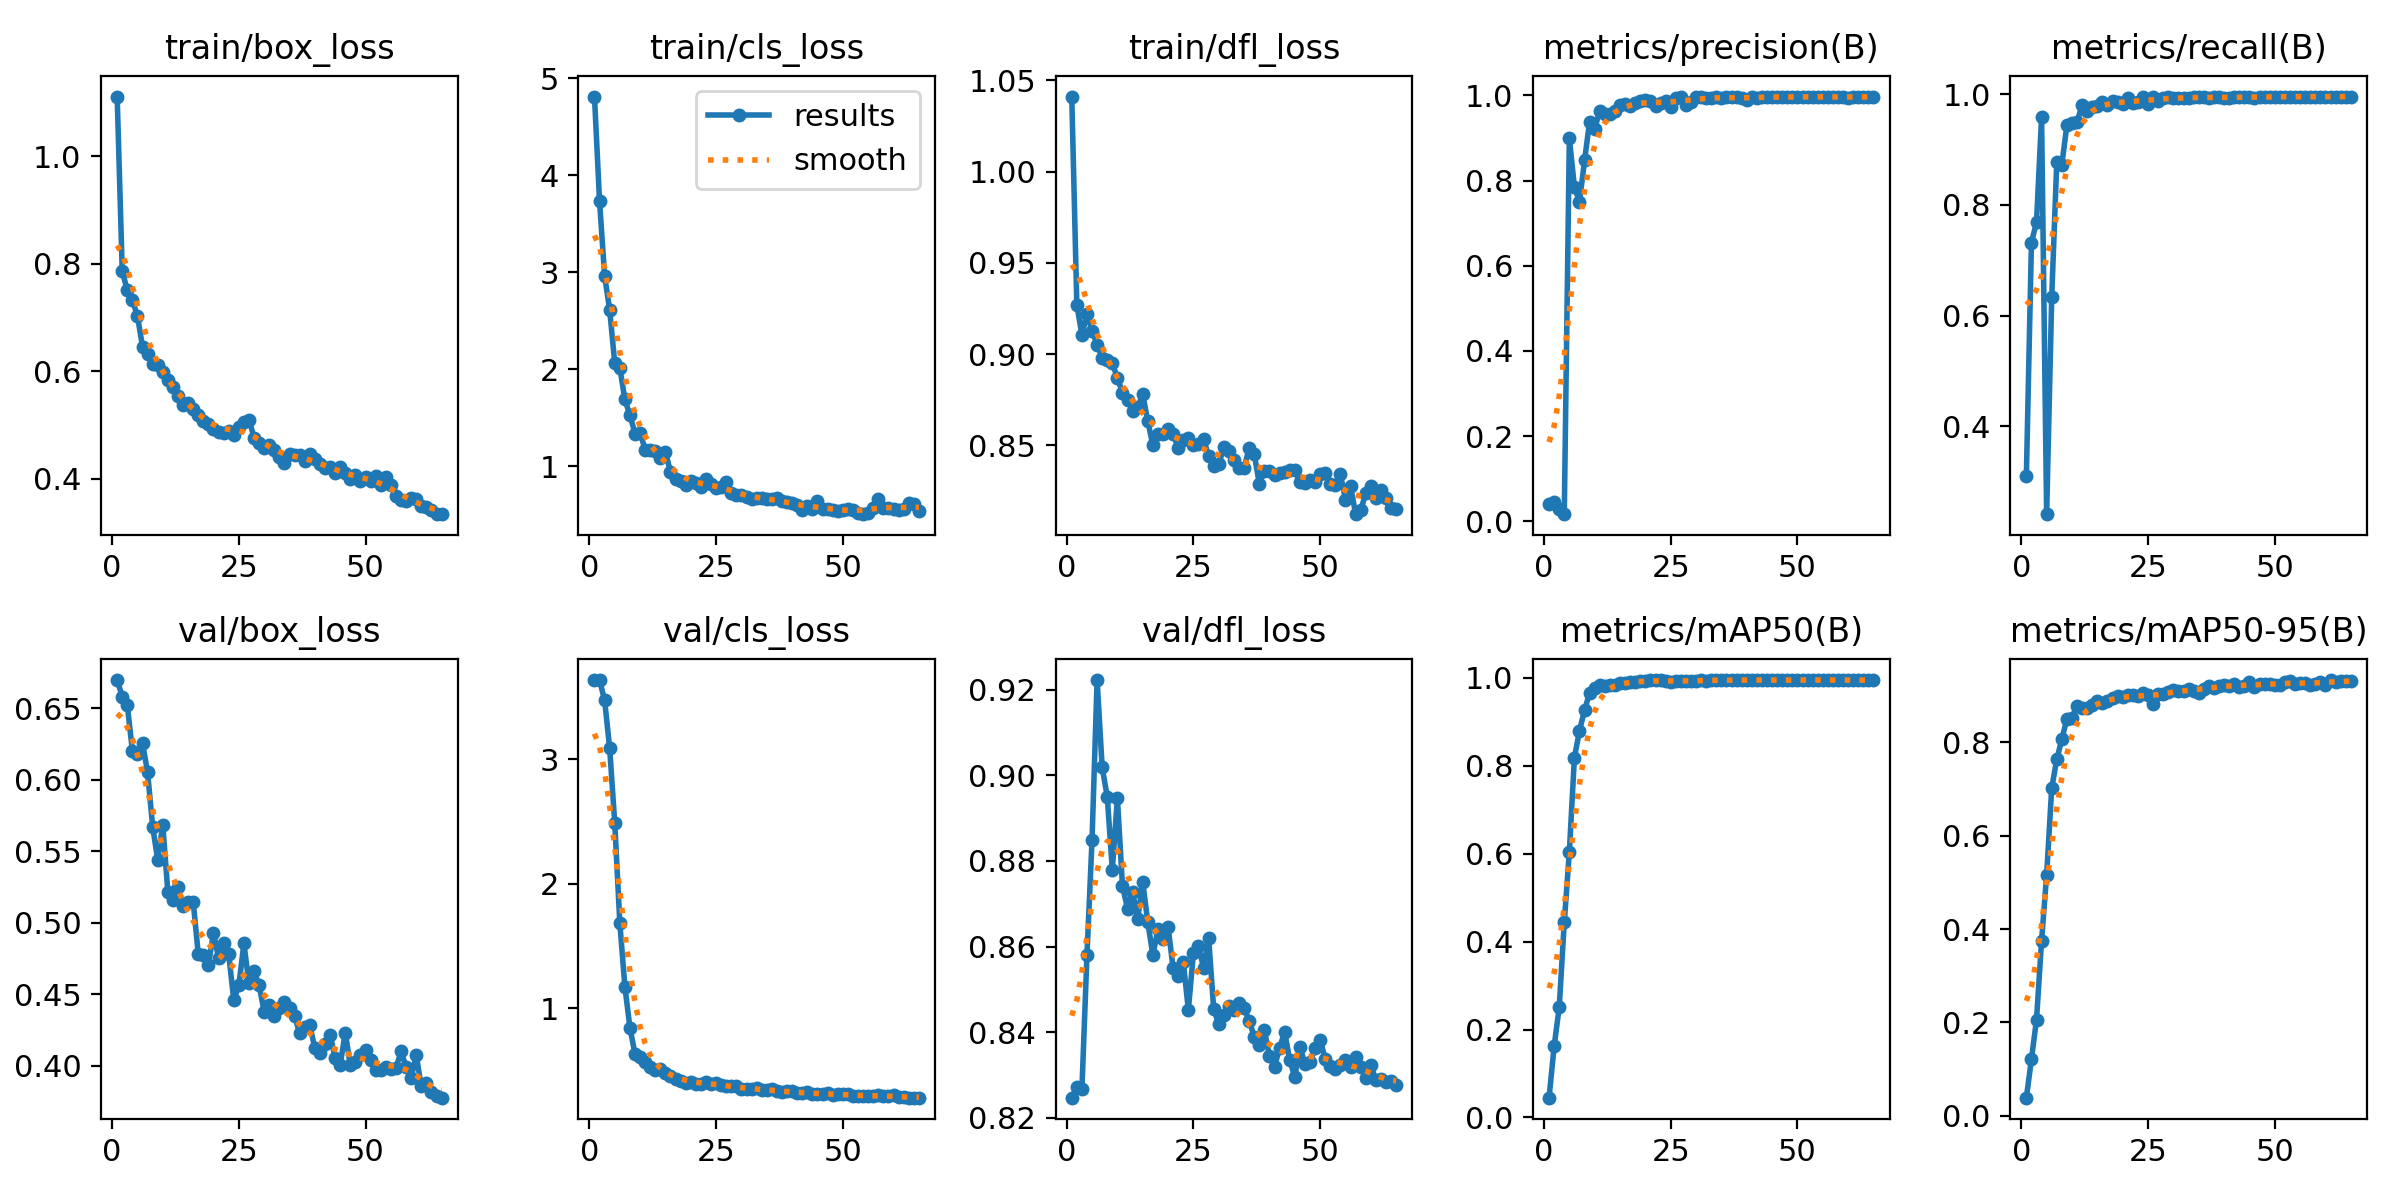 train/box_loss
1.0
0.8
0.6
0.4
0 25 50
train/cls_loss
5
4
3
2
1
results
smooth
0 25 50
train/dfl_loss
1.05
1.00
0.95
0.90
0.85
0 25 50
metrics/precision(B)
1.0
0.8
0.6
0.4
0.2
0.0
0 25 50
metrics/recall(B)
1.0
0.8
0.6
0.4
0 25 50
val/box_loss
0.65
0.60
0.55
0.50
0.45
0.40
0 25 50
val/cls_loss
3
2
1
0 25 50
val/dfl_loss
0.92
0.90
0.88
0.86
0.84
0.82
0 25 50
metrics/mAP50(B)
1.0
0.8
0.6
0.4
0.2
0.0
0 25 50
metrics/mAP50-95(B)
0.8
0.6
0.4
0.2
0.0
0 25 50